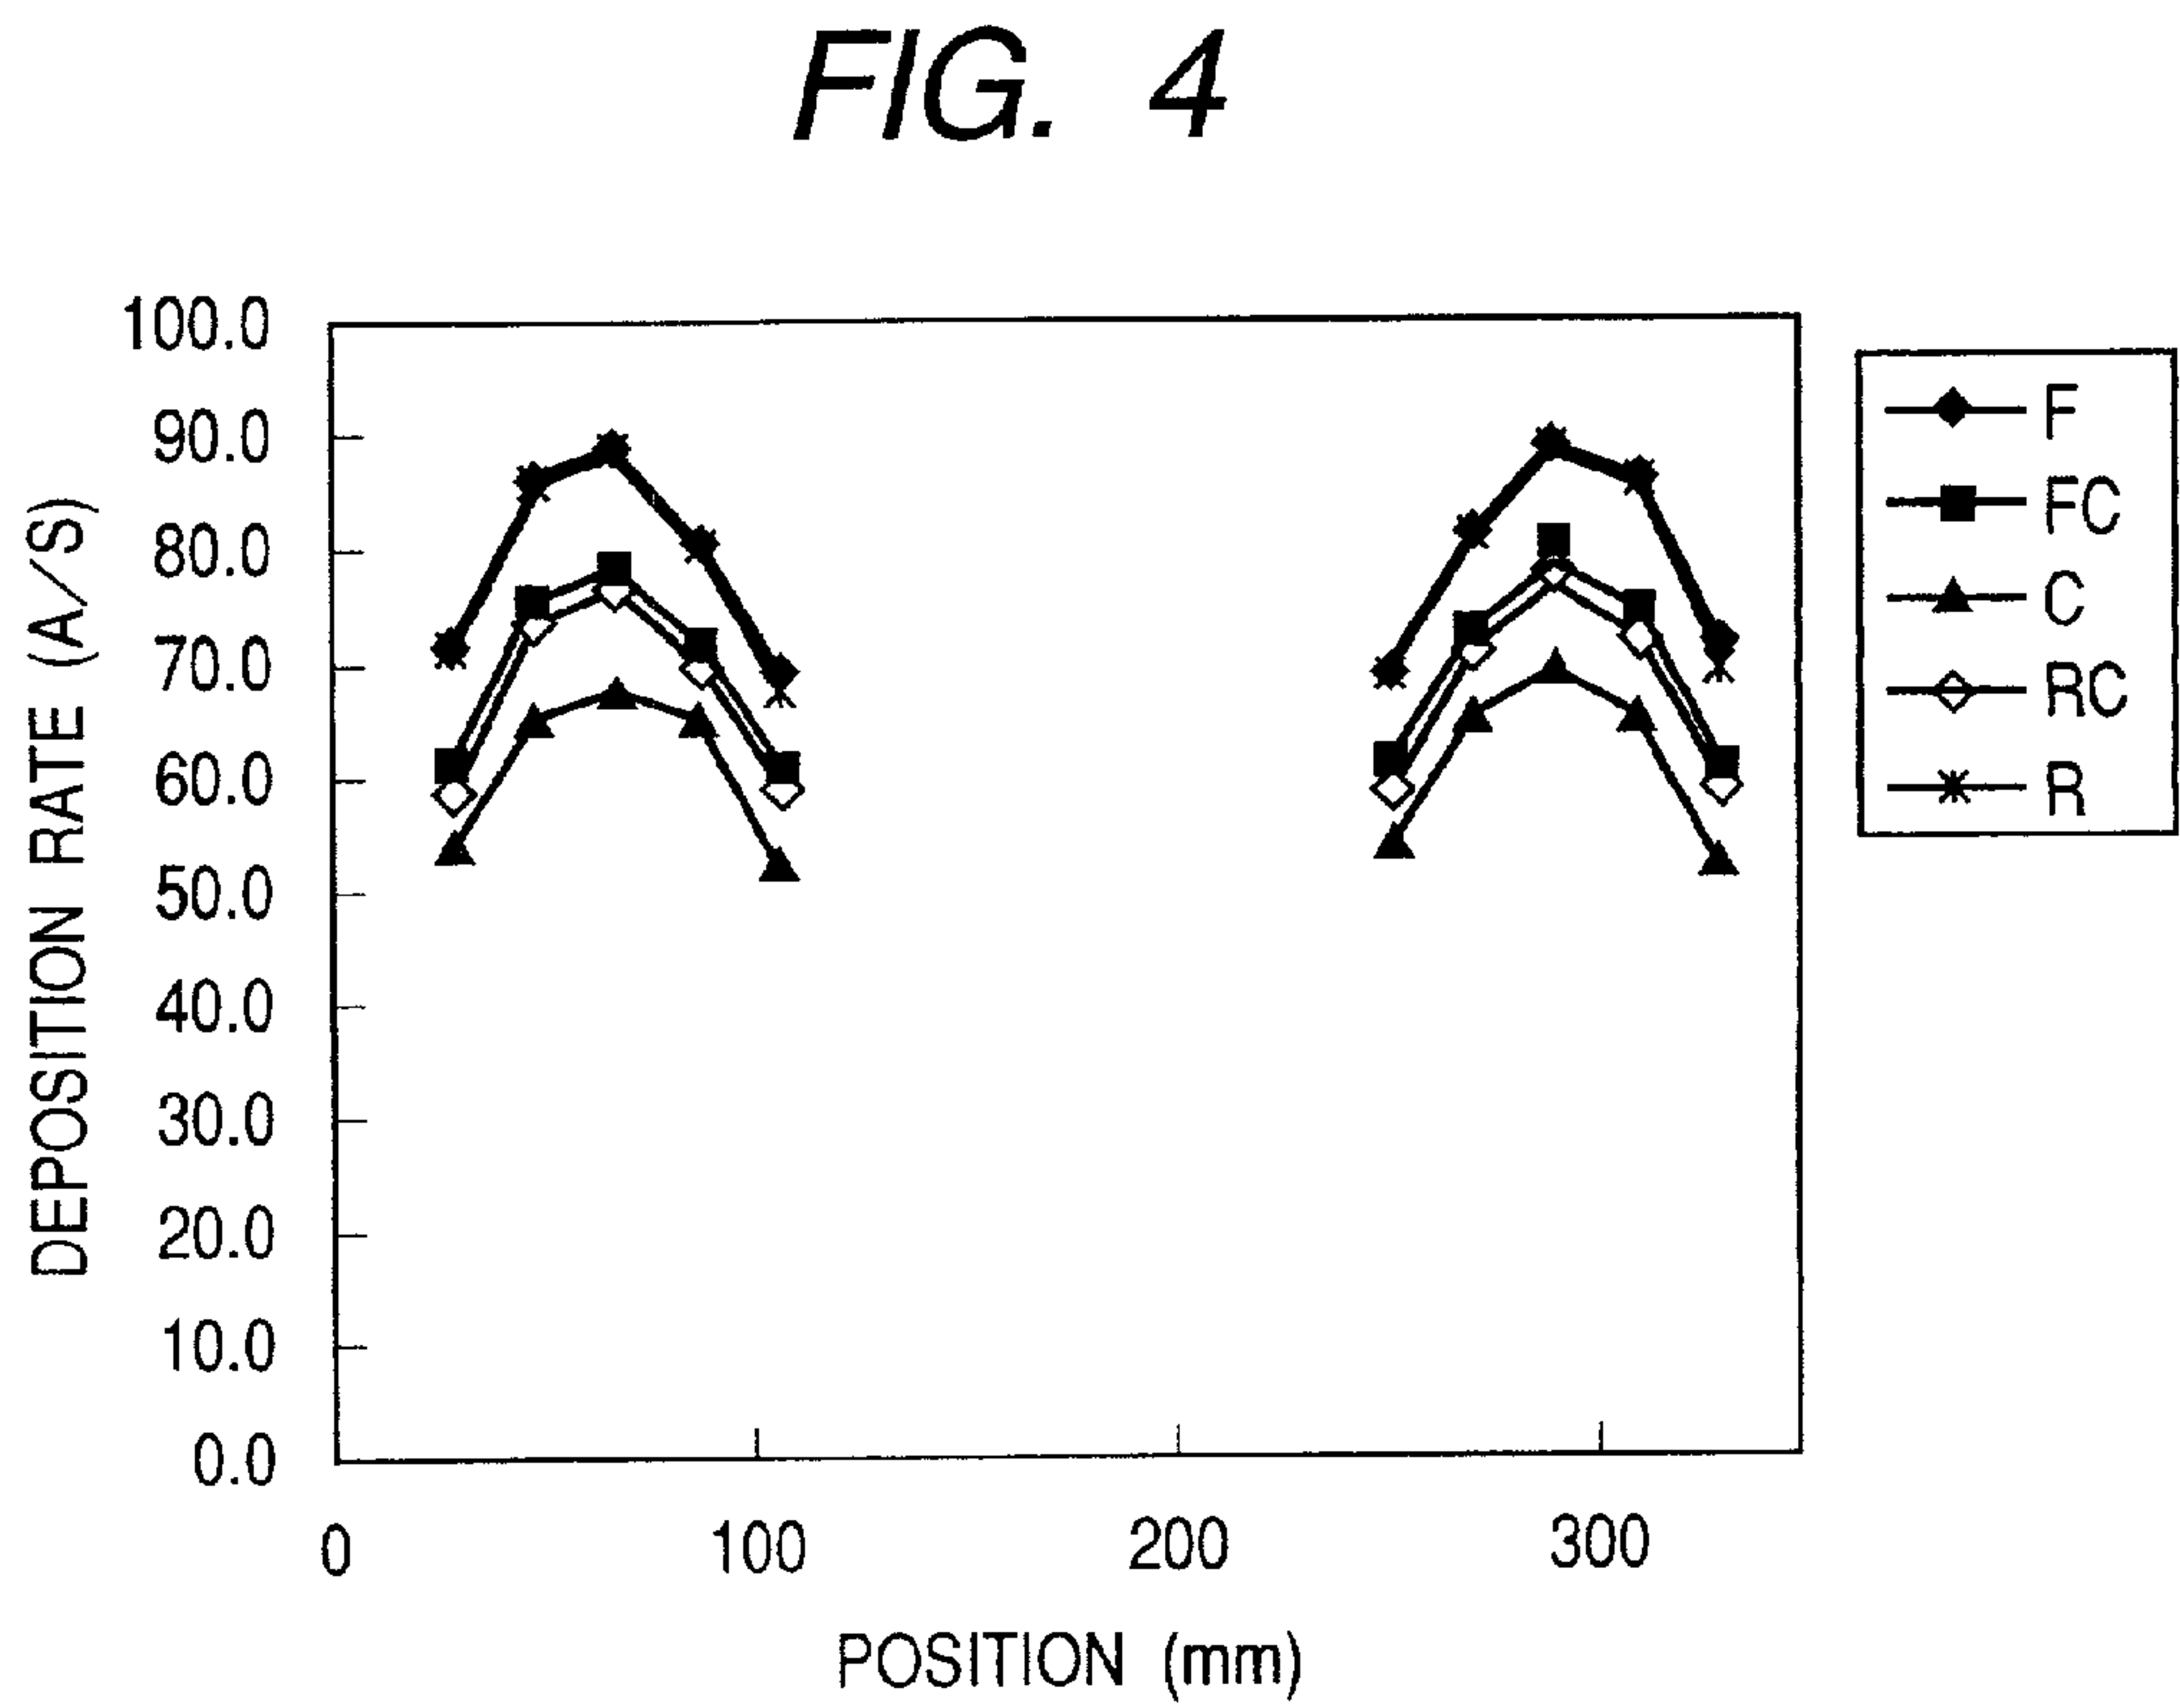 FIG. 4
DEPOSITION RATE (A/S)
100.0
90.0
80.0
70.0
60.0
50.0
40.0
30.0
20.0
10.0
0.0
0
100
200
300
POSITION (mm)
F
FC
C
RC
R